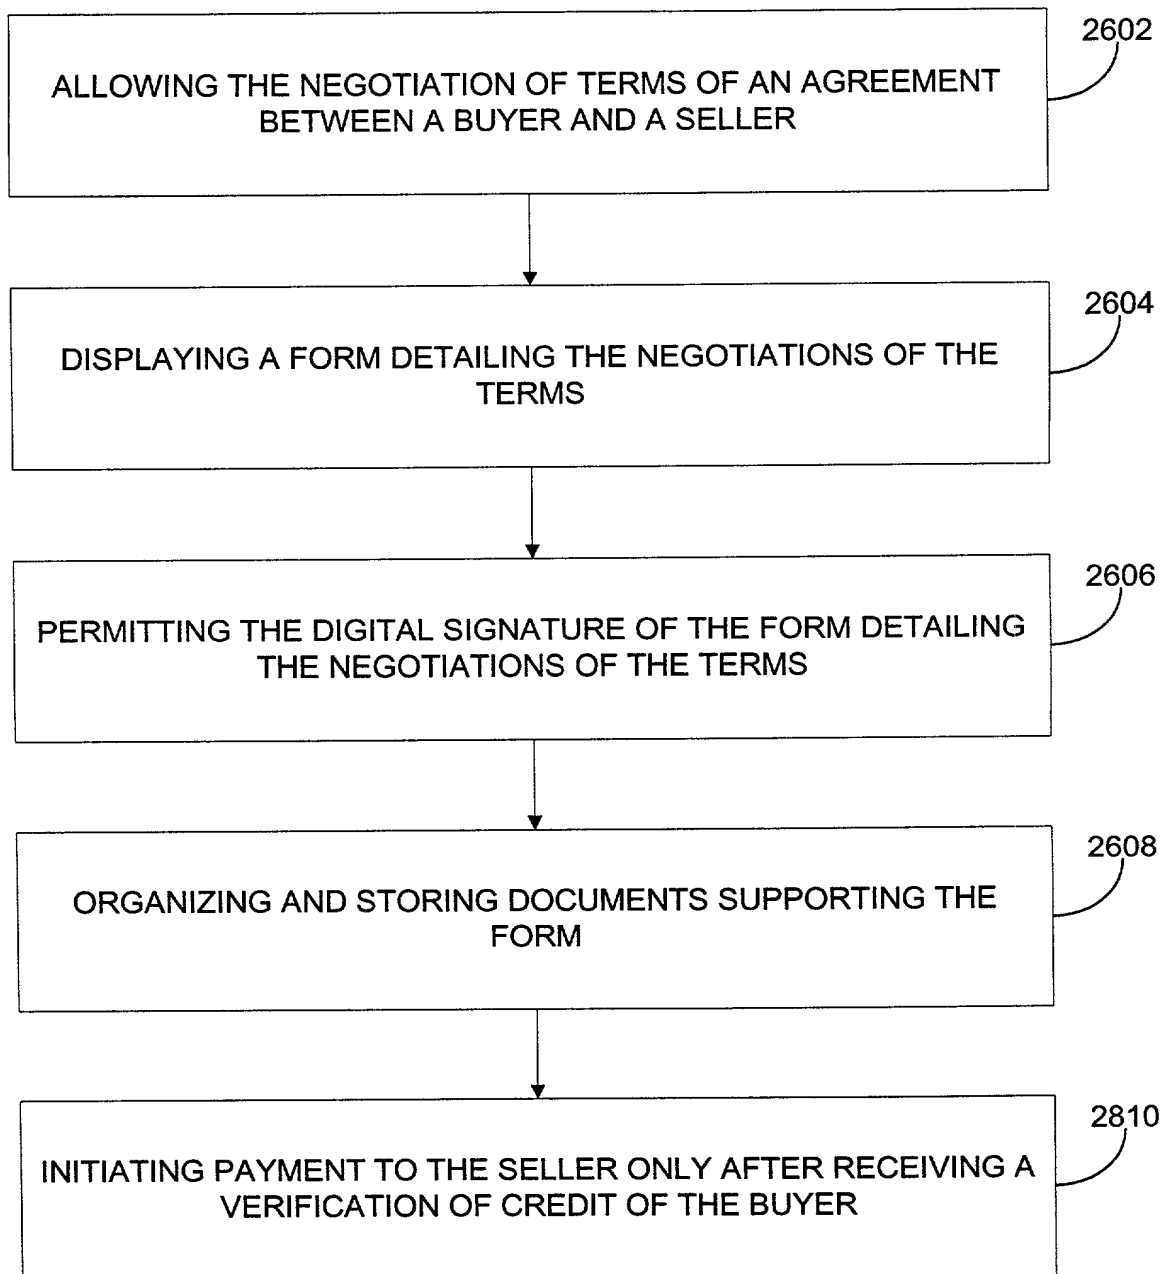 2602
ALLOWING THE NEGOTIATION OF TERMS OF AN AGREEMENT
BETWEEN A BUYER AND A SELLER
2604
DISPLAYING A FORM DETAILING THE NEGOTIATIONS OF THE
TERMS
2606
PERMITTING THE DIGITAL SIGNATURE OF THE FORM DETAILING
THE NEGOTIATIONS OF THE TERMS
2608
ORGANIZING AND STORING DOCUMENTS SUPPORTING THE
FORM
2810
INITIATING PAYMENT TO THE SELLER ONLY AFTER RECEIVING A
VERIFICATION OF CREDIT OF THE BUYER